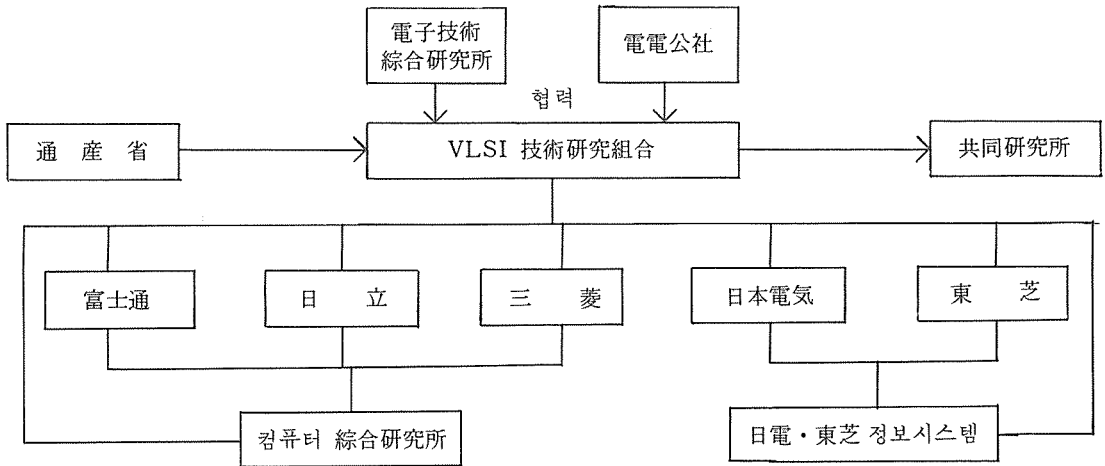 電子技術
綜合研究所
電電公社
협력
通 産 省
VLSI 技術研究組合
共同研究所
富士通
日 立
三 菱
日本電気
東 芝
컴퓨터 綜合研究所
日電・東芝 정보시스템